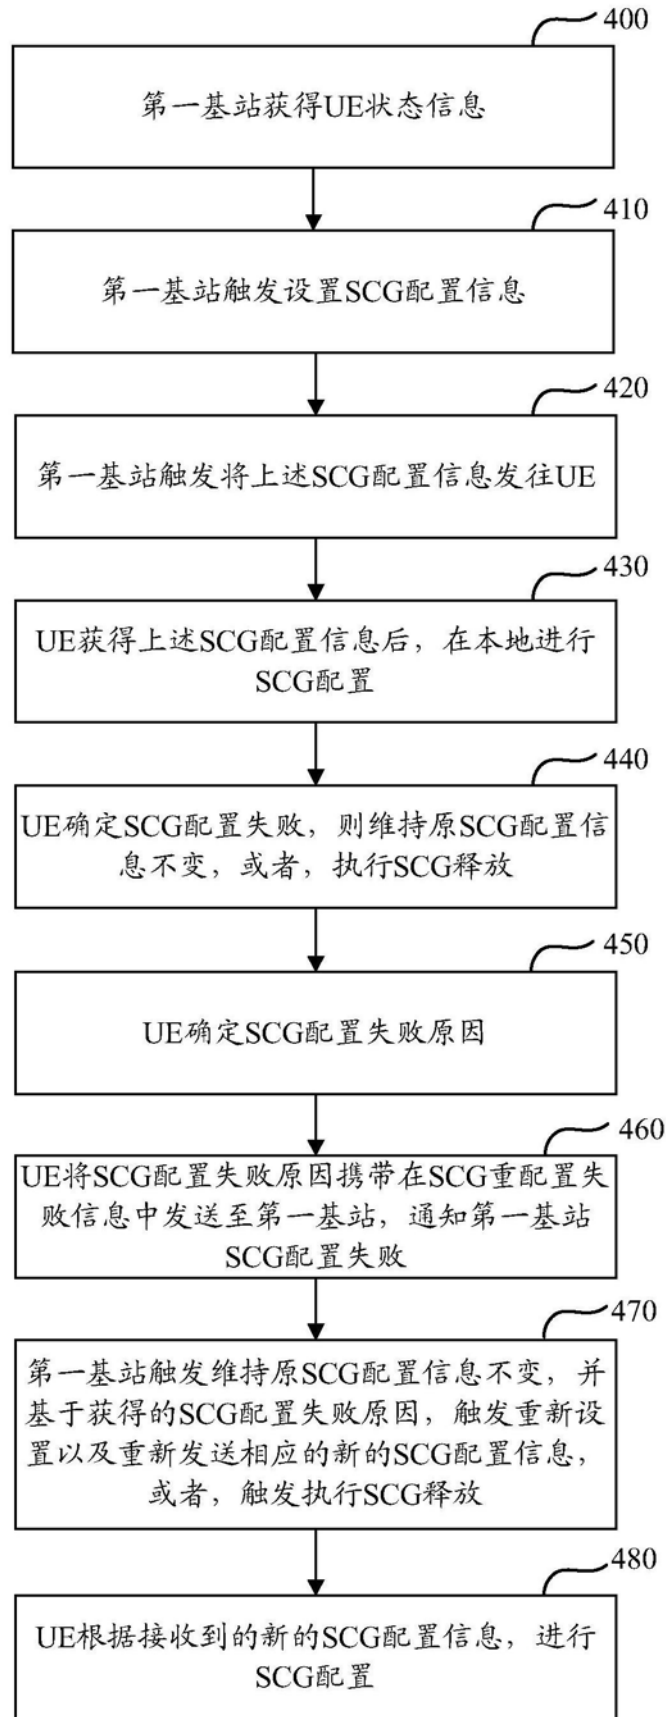 400
第一基站获得UE状态信息
410
第一基站触发设置SCG配置信息
420
第一基站触发将上述SCG配置信息发往UE
430
UE获得上述SCG配置信息后，在本地进行
SCG配置
440
UE确定SCG配置失败，则维持原SCG配置信
息不变，或者，执行SCG释放
450
UE确定SCG配置失败原因
460
UE将SCG配置失败原因携带在SCG重配置失
败信息中发送至第一基站，通知第一基站
SCG配置失败
470
第一基站触发维持原SCG配置信息不变，并
基于获得的SCG配置失败原因，触发重新设
置以及重新发送相应的新的SCG配置信息，
或者，触发执行SCG释放
480
UE根据接收到的新的SCG配置信息，进行
SCG配置